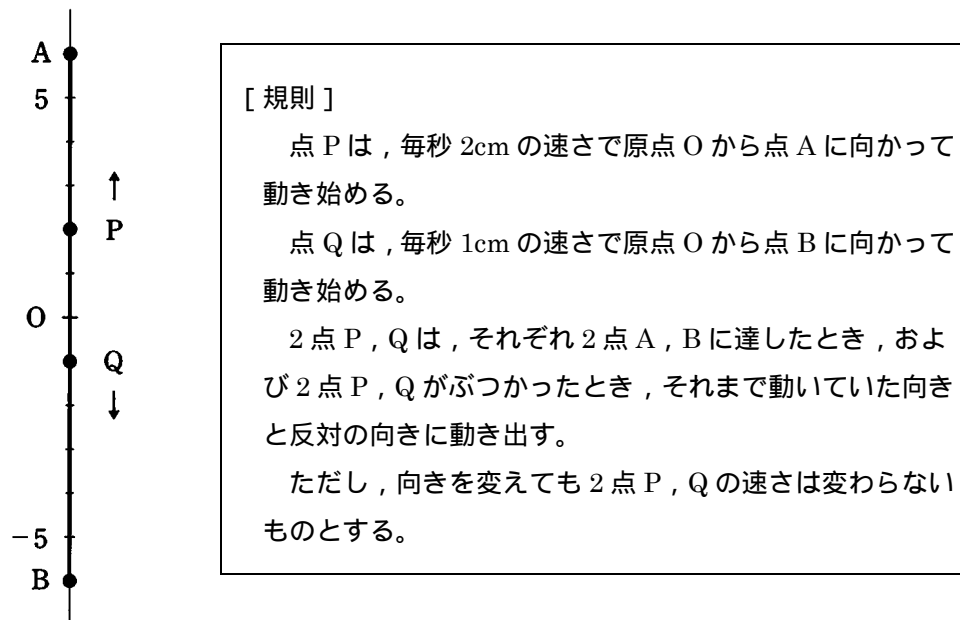 A
5
P
O
Q
-5
B
[ 規則 ]
点 P は , 毎秒 2cm の速さで原点 O から点 A に向かって
動き始める。
点 Q は , 毎秒 1cm の速さで原点 O から点 B に向かって
動き始める。
2 点 P , Q は , それぞれ 2 点 A , B に達したとき , およ
び 2 点 P , Q がぶつかったとき , それまで動いていた向き
と反対の向きに動き出す。
ただし , 向きを変えても 2 点 P , Q の速さは変わらない
ものとする。